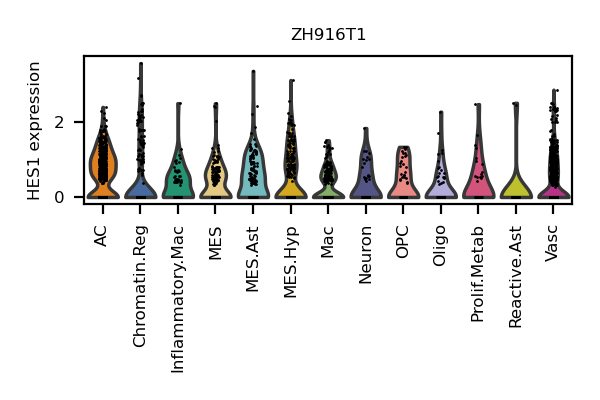 ZH916T1
HES1 expression
2
0
AC
Chromatin.Reg
Inflammatory.Mac
MES
MES.Ast
MES.Hyp
Mac
Neuron
OPC
Oligo
Prolif.Metab
Reactive.Ast
Vasc